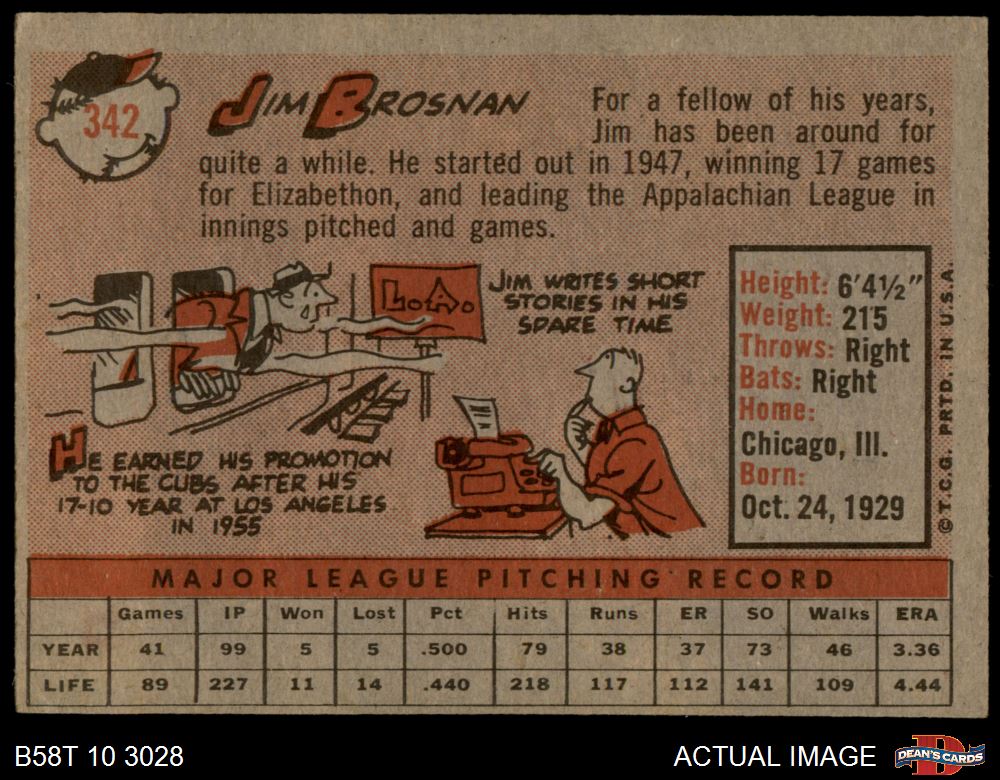 342
Jim Brosnan
For a fellow of his years,
Jim has been around for
quite a while. He started out in 1947, winning 17 games
for Elizabethon, and leading the Appalachian League in
innings pitched and games.
L.A.
JIM WRITES SHORT
STORIES IN HIS
SPARE TIME
HE EARNED HIS PROMOTION
TO THE CUBS AFTER HIS
17-10 YEAR AT LOS ANGELES
IN 1955
Height: 6'4½"
Weight: 215
Throws: Right
Bats: Right
Home:
Chicago, Ill.
Born:
Oct. 24, 1929
©T.C.G. PRTD. IN U.S.A.
MAJOR LEAGUE PITCHING RECORD
Games IP Won Lost Pct Hits Runs ER SO Walks ERA
YEAR 41 99 5 5 .500 79 38 37 73 46 3.36
LIFE 89 227 11 14 .440 218 117 112 141 109 4.44
B58T 10 3028
ACTUAL IMAGE
DEAN'S CARDS